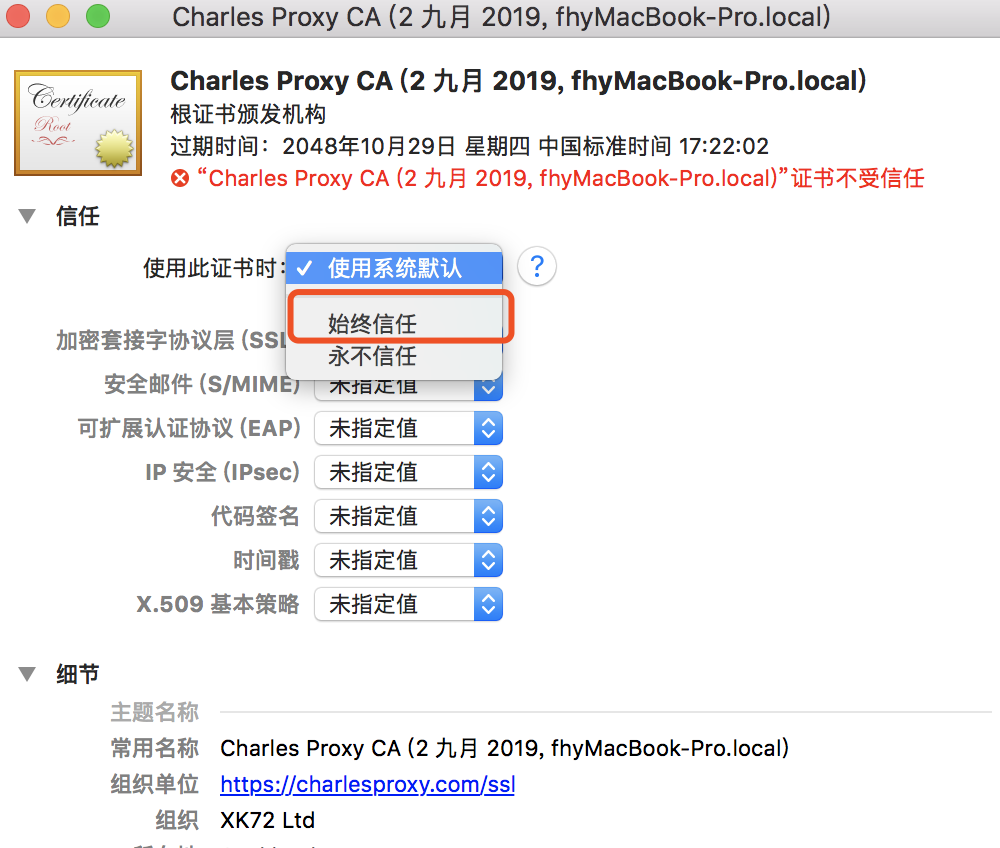 Charles Proxy CA (2 九月 2019, fhyMacBook-Pro.local)
Certificate
Root
Charles Proxy CA (2 九月 2019, fhyMacBook-Pro.local)
根证书颁发机构
过期时间：2048年10月29日 星期四 中国标准时间 17:22:02
“Charles Proxy CA (2 九月 2019, fhyMacBook-Pro.local)”证书不受信任
信任
使用此证书时: ✓ 使用系统默认 ?
始终信任
加密套接字协议层 (SSL
永不信任
安全邮件 (S/MIME) 未指定值
可扩展认证协议 (EAP) 未指定值
IP 安全 (IPsec) 未指定值
代码签名 未指定值
时间戳 未指定值
X.509 基本策略 未指定值
细节
主题名称
常用名称 Charles Proxy CA (2 九月 2019, fhyMacBook-Pro.local)
组织单位 https://charlesproxy.com/ssl
组织 XK72 Ltd